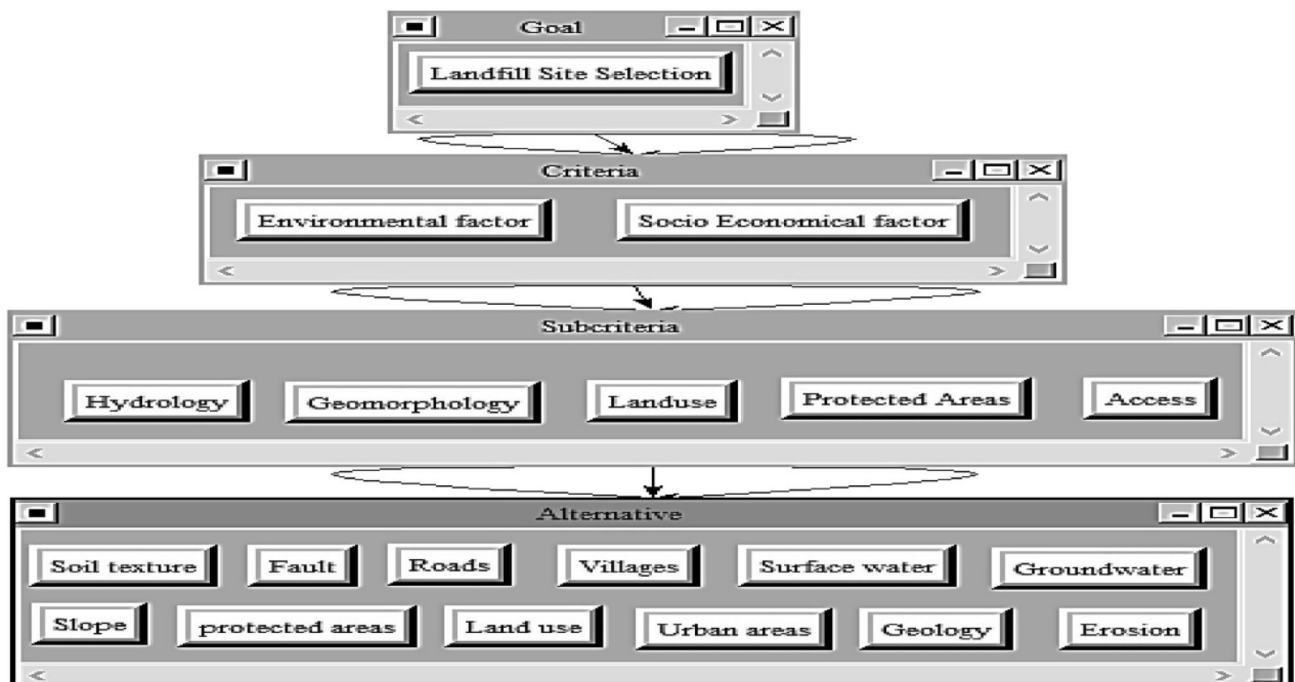 Goal
Landfill Site Selection
Criteria
Environmental factor Socio Economical factor
Subcriteria
Hydrology Geomorphology Landuse Protected Areas Access
Alternative
Soil texture Fault Roads Villages Surface water Groundwater
Slope protected areas Land use Urban areas Geology Erosion